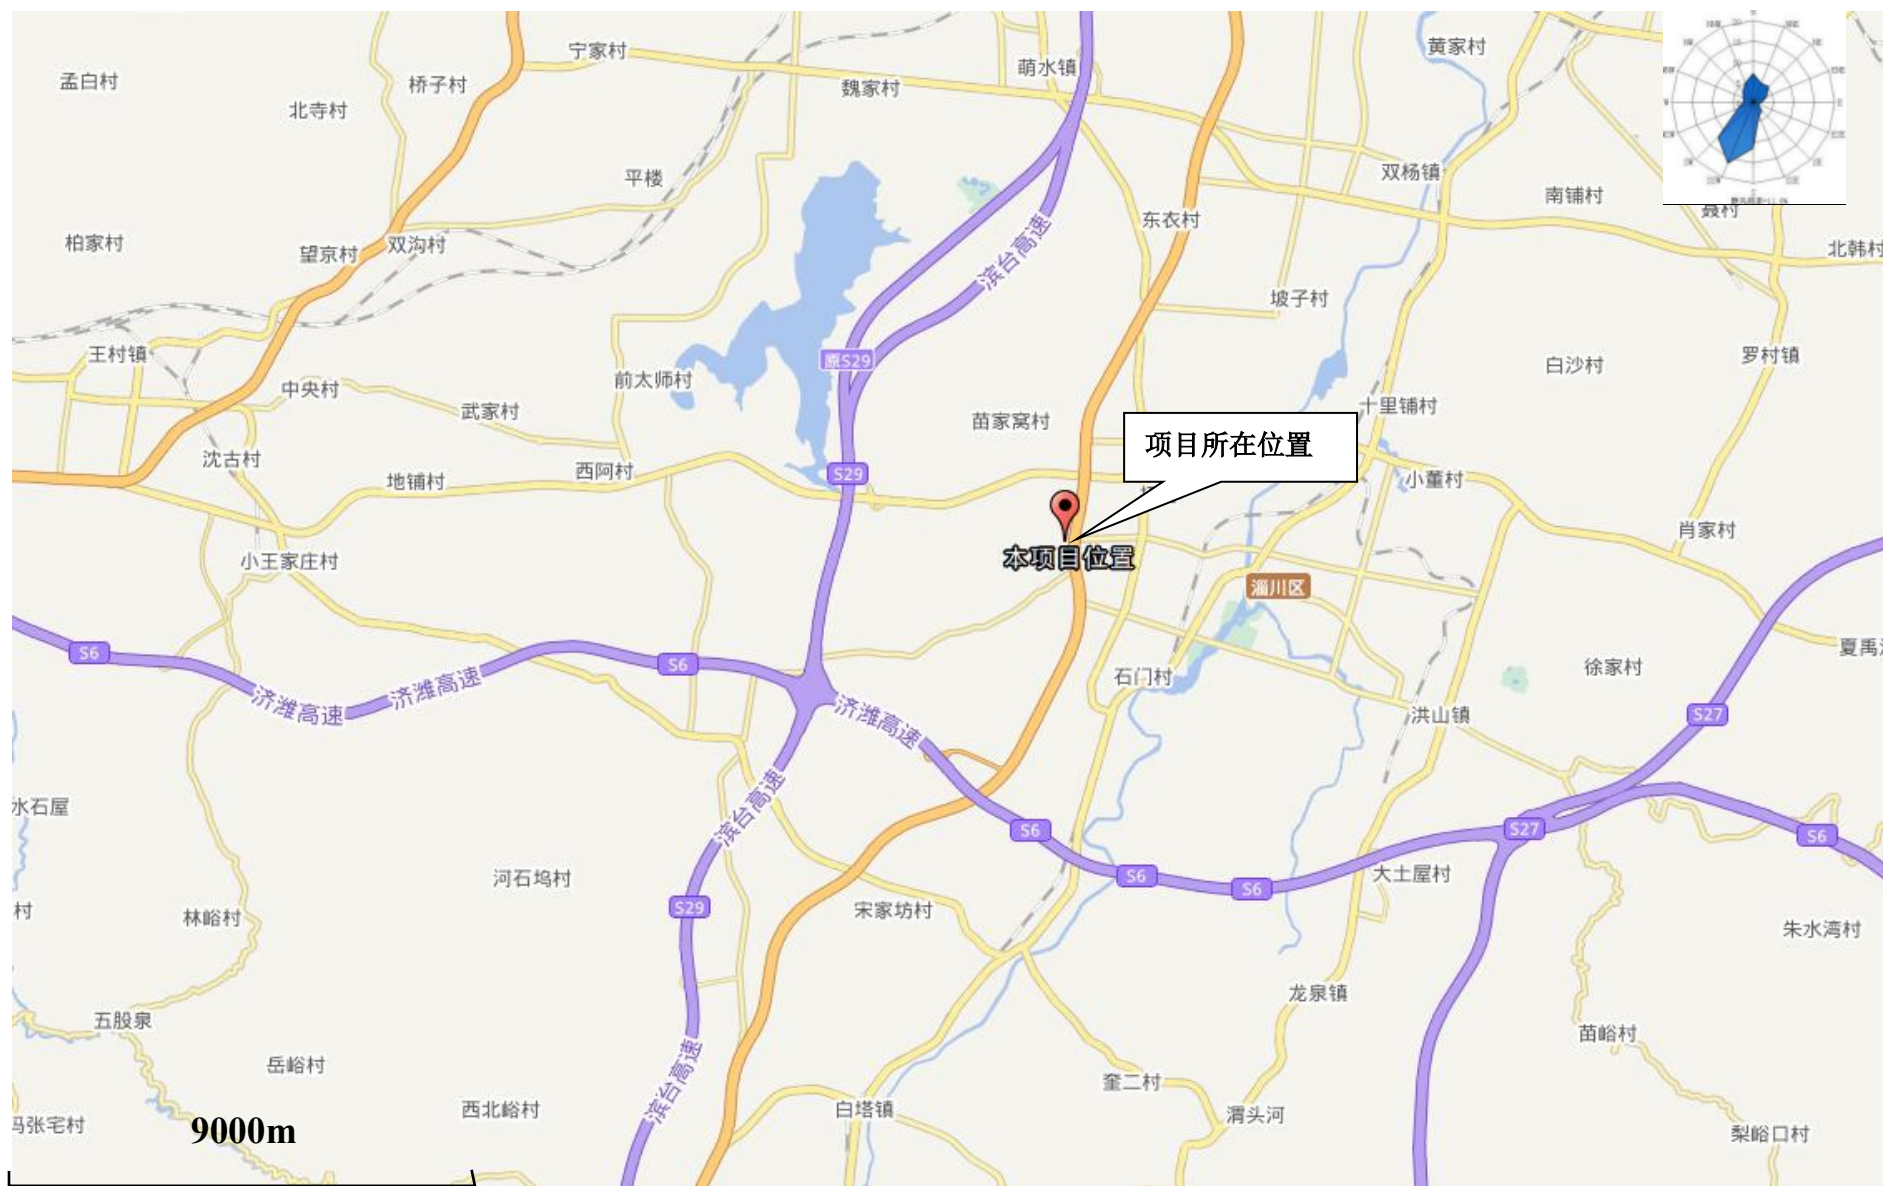 宁家村
黄家村
萌水镇
孟白村
桥子村
魏家村
北寺村
双杨镇
平楼
南铺村
聂村
东衣村
柏家村
双沟村
望京村
北韩村
滨台高速
坡子村
王村镇
原S29
罗村镇
白沙村
前太师村
中央村
十里铺村
武家村
苗家窝村
项目所在位置
沈古村
西阿村
S29
地铺村
小董村
肖家村
本项目位置
小王家庄村
淄川区
夏禹
S6
S6
徐家村
石门村
济潍高速
济潍高速
济潍高速
洪山镇
S27
滨台高速
水石屋
S6
S27
S6
河石坞村
S6
S6
大土屋村
S29
宋家坊村
村
林峪村
朱水湾村
龙泉镇
五股泉
苗峪村
岳峪村
滨台高速
奎二村
西北峪村
白塔镇
渭头河
冯张宅村
9000m
梨峪口村